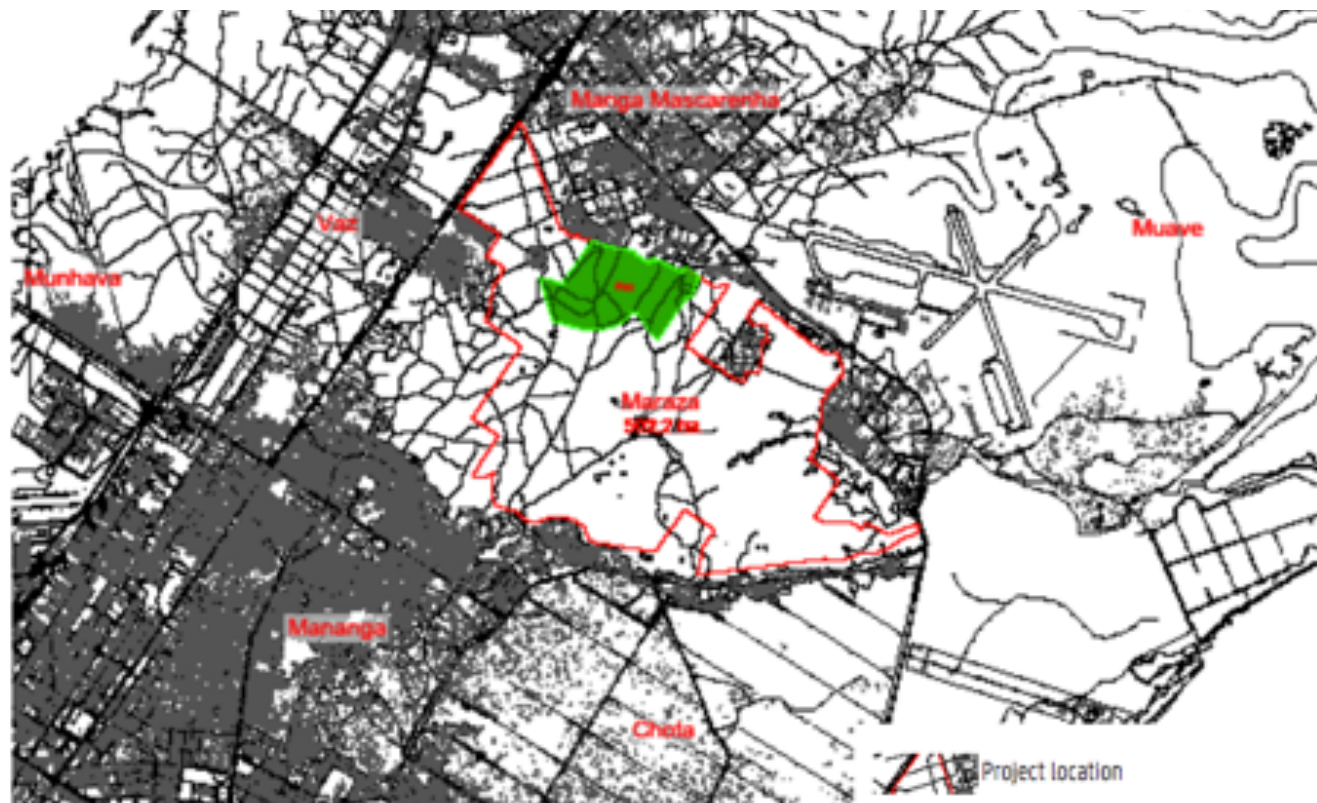 Manga Mascarenha
Vaz
Muave
Munhava
Maraza
Mananga
Chota
Project location